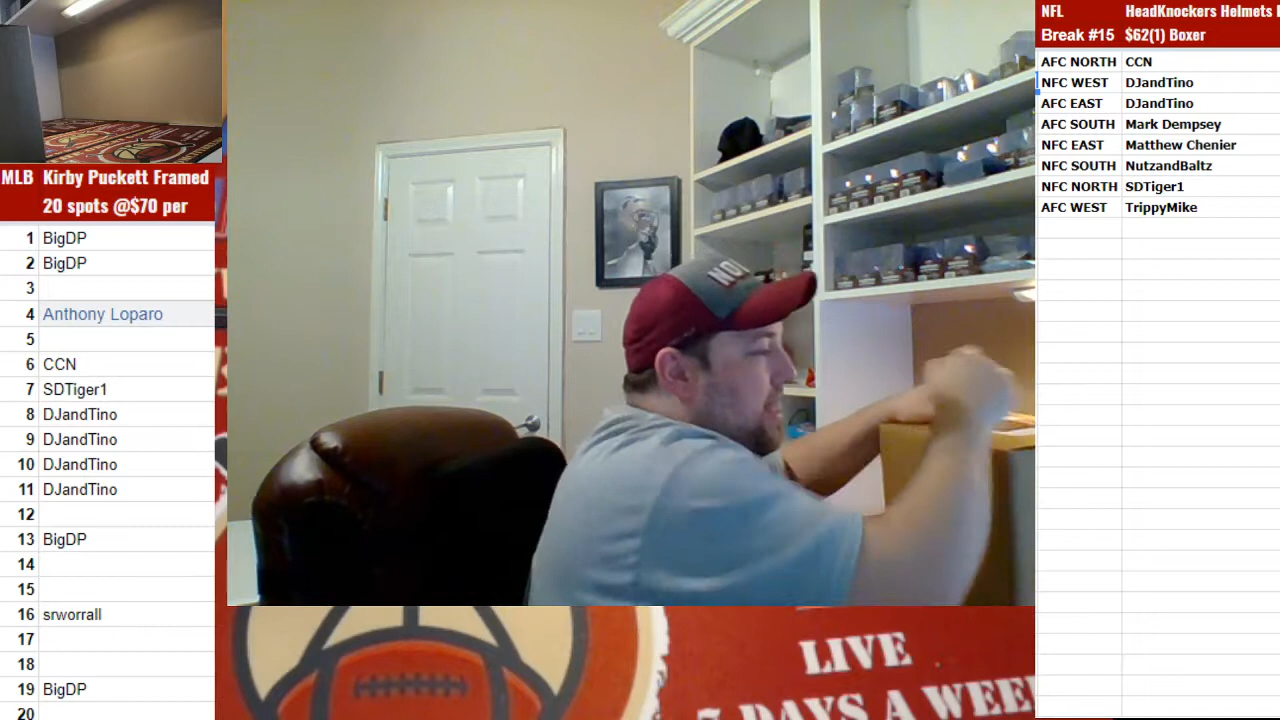 MLB Kirby Puckett Framed
20 spots @$70 per
1 BigDP
2 BigDP
3
4 Anthony Loparo
5
6 CCN
7 SDTiger1
8 DJandTino
9 DJandTino
10 DJandTino
11 DJandTino
12
13 BigDP
14
15
16 srworrall
17
18
19 BigDP
20
NFL HeadKnockers Helmets
Break #15 $62(1) Boxer
AFC NORTH CCN
NFC WEST DJandTino
AFC EAST DJandTino
AFC SOUTH Mark Dempsey
NFC EAST Matthew Chenier
NFC SOUTH NutzandBaltz
NFC NORTH SDTiger1
AFC WEST TrippyMike
LIVE
7 DAYS A WEE